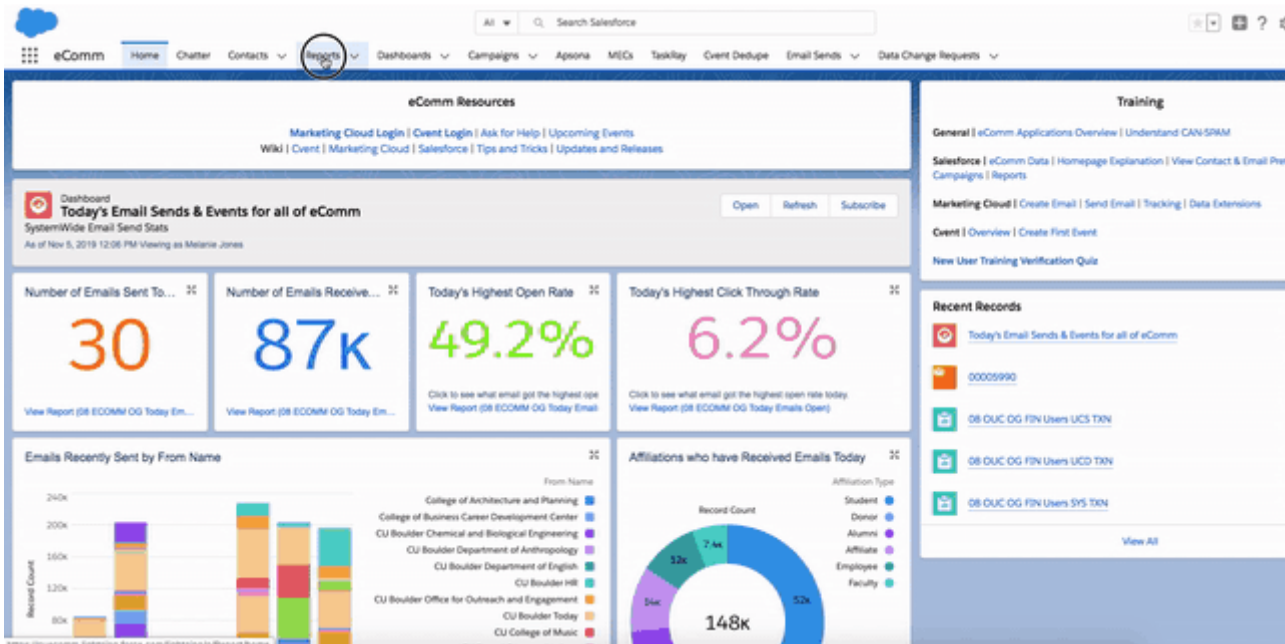 All
Search Salesforce
eComm Home Chatter Contacts Reports Dashboards Campaigns Apsona MECs TaskRay Cvent Dedupe Email Sends Data Change Requests
eComm Resources
Marketing Cloud Login | Cvent Login | Ask for Help | Upcoming Events
Wiki | Cvent | Marketing Cloud | Salesforce | Tips and Tricks | Updates and Releases
Dashboard
Today's Email Sends & Events for all of eComm
SystemWide Email Send Stats
As of Nov 5, 2019 12:06 PM Viewing as Melanie Jones
Open Refresh Subscribe
Number of Emails Sent To...
30
View Report (08 ECOMM OG Today Em...
Number of Emails Receive...
87K
View Report (08 ECOMM OG Today Em...
Today's Highest Open Rate
49.2%
Click to see what email got the highest ope
View Report (08 ECOMM OG Today Email
Today's Highest Click Through Rate
6.2%
Click to see what email got the highest open rate today.
View Report (08 ECOMM OG Today Emails Open)
Emails Recently Sent by From Name
Record Count
240K
200K
160K
120K
80K
From Name
College of Architecture and Planning
College of Business Career Development Center
CU Boulder Chemical and Biological Engineering
CU Boulder Department of Anthropology
CU Boulder Department of English
CU Boulder HR
CU Boulder Office for Outreach and Engagement
CU Boulder Today
CU College of Music
Affiliations who have Received Emails Today
Affiliation Type
Student
Donor
Alumni
Affiliate
Employee
Faculty
Record Count
7.4K
12K
14K
52K
148K
Training
General | eComm Applications Overview | Understand CAN-SPAM
Salesforce | eComm Data | Homepage Explanation | View Contact & Email Pre
Campaigns | Reports
Marketing Cloud | Create Email | Send Email | Tracking | Data Extensions
Cvent | Overview | Create First Event
New User Training Verification Quiz
Recent Records
Today's Email Sends & Events for all of eComm
00005990
08 OUC OG FIN Users UCS TXN
08 OUC OG FIN Users UCD TXN
08 OUC OG FIN Users SYS TXN
View All